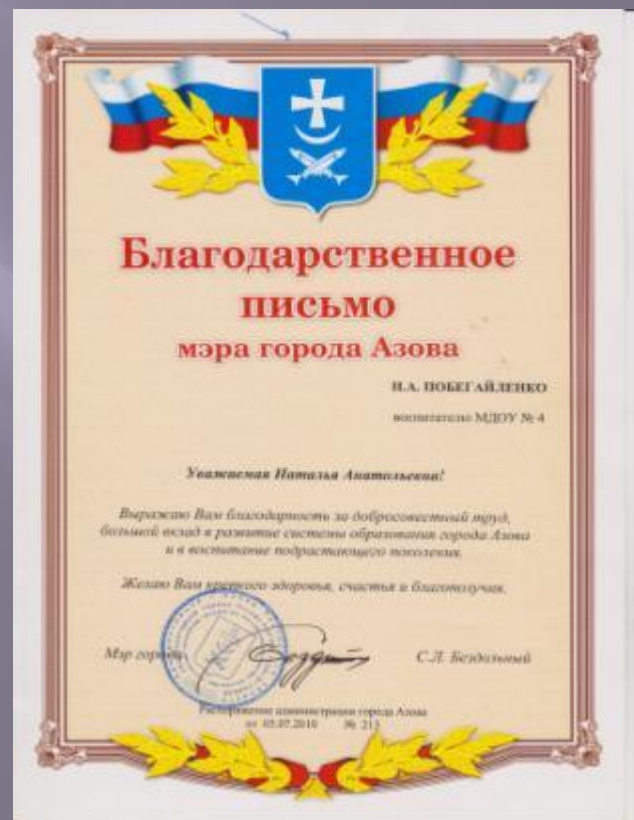 Благодарственное
письмо
мэра города Азова
Н.А. ПОБЕГАЙЛЕНКО
воспитателю МДОУ № 4
Уважаемая Наталья Анатольевна!
Выражаю Вам благодарность за добросовестный труд,
большой вклад в развитие системы образования города Азова
и в воспитание подрастающего поколения.
Желаю Вам крепкого здоровья, счастья и благополучия.
Мэр города С.Л. Бездольный
Распоряжение администрации города Азова
от 05.07.2010 № 213